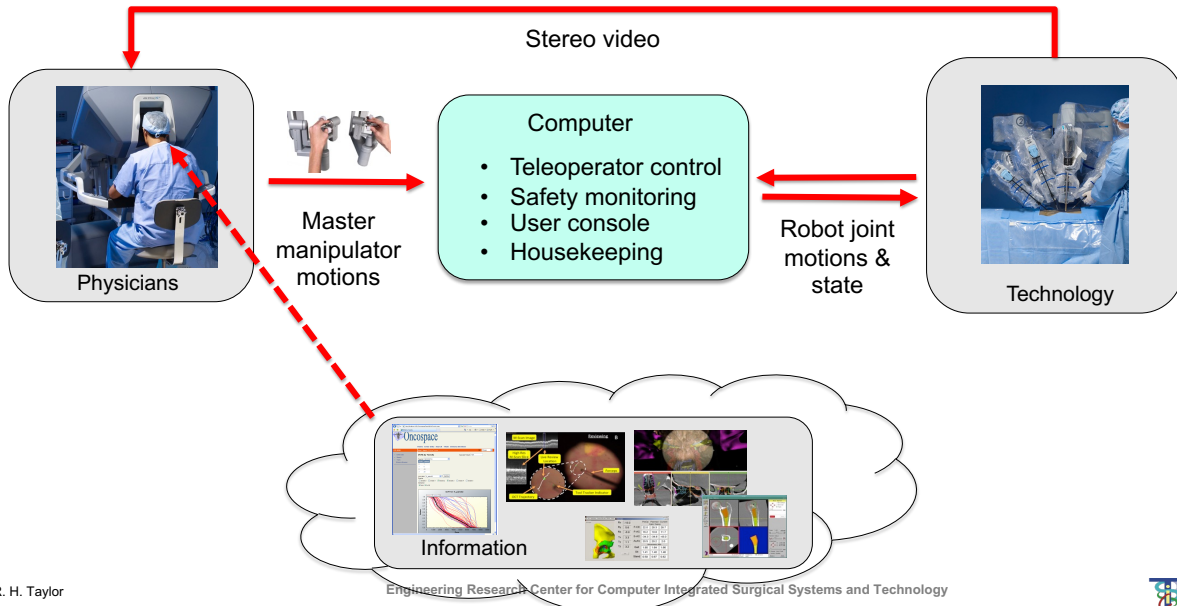 Stereo video
Computer
• Teleoperator control
• Safety monitoring
• User console
• Housekeeping
Master
manipulator
motions
Robot joint
motions &
state
Physicians
Technology
Oncospace
Information
R. H. Taylor
Engineering Research Center for Computer Integrated Surgical Systems and Technology